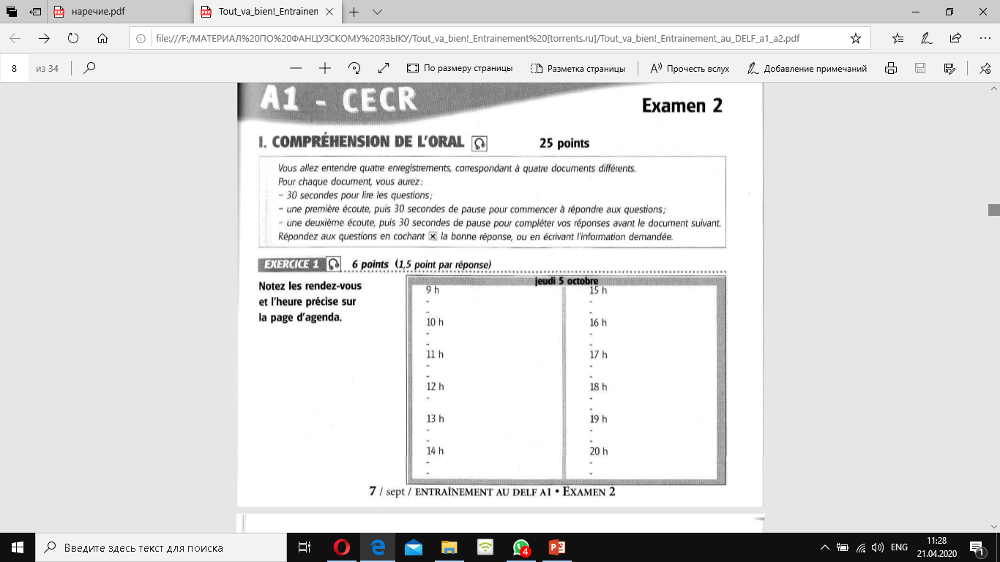 наречие.pdf
Tout_va_bien!_Entrainen
file:///F:/МАТЕРИАЛ%20ПО%20ФАНЦУЗСКОМУ%20ЯЗЫКУ/Tout_va_bien!_Entrainement%20[torrents.ru]/Tout_va_bien!_Entrainement_au_DELF_a1_a2.pdf
8 из 34
По размеру страницы
Разметка страницы
Прочесть вслух
Добавление примечаний
A1 - CECR
Examen 2
I. COMPRÉHENSION DE L'ORAL 25 points
Vous allez entendre quatre enregistrements, correspondant à quatre documents différents.
Pour chaque document, vous aurez :
– 30 secondes pour lire les questions ;
– une première écoute, puis 30 secondes de pause pour commencer à répondre aux questions ;
– une deuxième écoute, puis 30 secondes de pause pour compléter vos réponses avant le document suivant.
Répondez aux questions en cochant ☒ la bonne réponse, ou en écrivant l'information demandée.
EXERCICE 1 6 points (1,5 point par réponse)
Notez les rendez-vous
et l'heure précise sur
la page d'agenda.
jeudi 5 octobre
9 h
-
-
10 h
-
-
11 h
-
-
12 h
-
13 h
-
-
14 h
-
-
15 h
-
-
16 h
-
-
17 h
-
-
18 h
-
-
19 h
-
-
20 h
-
-
7 / sept / ENTRAÎNEMENT AU DELF A1 • EXAMEN 2
Введите здесь текст для поиска
4
ENG
11:28
21.04.2020
1